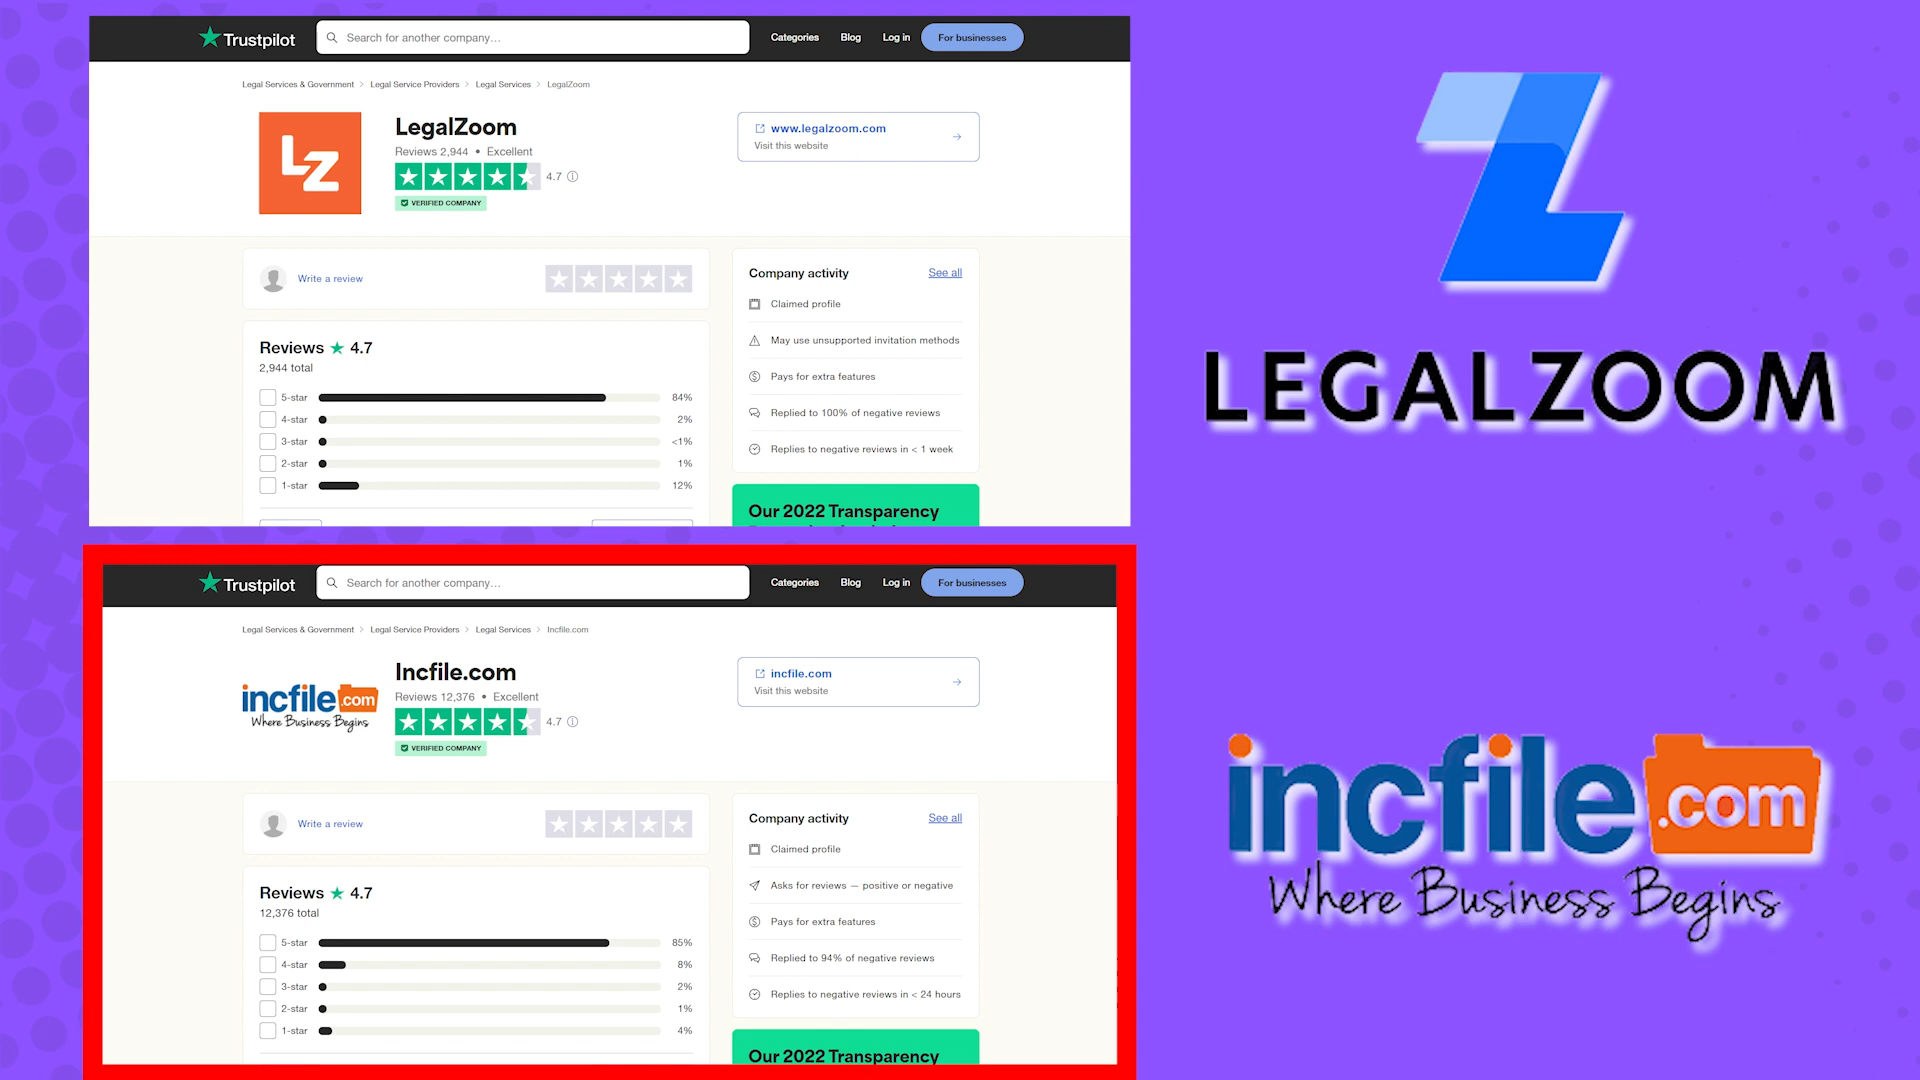 Trustpilot
Search for another company...
Categories
Blog
Log in
For businesses
Legal Services & Government > Legal Service Providers > Legal Services > LegalZoom
LZ
LegalZoom
Reviews 2,944 • Excellent
4.7
VERIFIED COMPANY
www.legalzoom.com
Visit this website
Write a review
Reviews ★ 4.7
2,944 total
5-star 84%
4-star 2%
3-star <1%
2-star 1%
1-star 12%
Company activity See all
Claimed profile
May use unsupported invitation methods
Pays for extra features
Replied to 100% of negative reviews
Replies to negative reviews in < 1 week
Our 2022 Transparency
LEGALZOOM
Trustpilot
Search for another company...
Categories
Blog
Log in
For businesses
Legal Services & Government > Legal Service Providers > Legal Services > Incfile.com
incfile.com
Where Business Begins
Incfile.com
Reviews 12,376 • Excellent
4.7
VERIFIED COMPANY
incfile.com
Visit this website
Write a review
Reviews ★ 4.7
12,376 total
5-star 85%
4-star 8%
3-star 2%
2-star 1%
1-star 4%
Company activity See all
Claimed profile
Asks for reviews — positive or negative
Pays for extra features
Replied to 94% of negative reviews
Replies to negative reviews in < 24 hours
Our 2022 Transparency
incfile.com
Where Business Begins